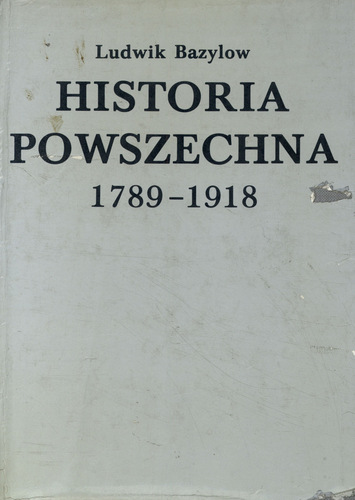 Ludwik Bazylow
HISTORIA
POWSZECHNA
1789-1918